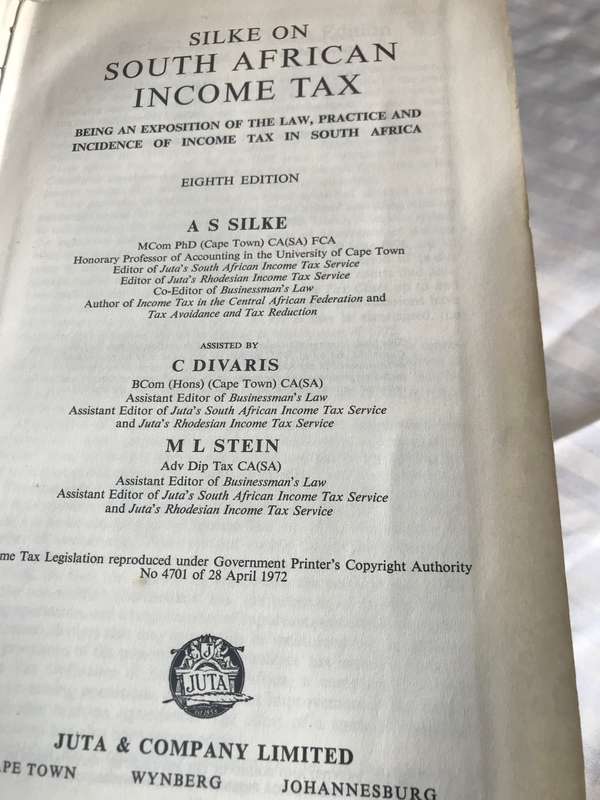 SILKE ON
SOUTH AFRICAN
INCOME TAX
BEING AN EXPOSITION OF THE LAW, PRACTICE AND
INCIDENCE OF INCOME TAX IN SOUTH AFRICA
EIGHTH EDITION
A S SILKE
MCom PhD (Cape Town) CA(SA) FCA
Honorary Professor of Accounting in the University of Cape Town
Editor of Juta's South African Income Tax Service
Editor of Juta's Rhodesian Income Tax Service
Co-Editor of Businessman's Law
Author of Income Tax in the Central African Federation and
Tax Avoidance and Tax Reduction
ASSISTED BY
C DIVARIS
BCom (Hons) (Cape Town) CA(SA)
Assistant Editor of Businessman's Law
Assistant Editor of Juta's South African Income Tax Service
and Juta's Rhodesian Income Tax Service
M L STEIN
Adv Dip Tax CA(SA)
Assistant Editor of Businessman's Law
Assistant Editor of Juta's South African Income Tax Service
and Juta's Rhodesian Income Tax Service
me Tax Legislation reproduced under Government Printer's Copyright Authority
No 4701 of 28 April 1972
J
JUTA
JUTA & COMPANY LIMITED
APE TOWN WYNBERG JOHANNESBURG